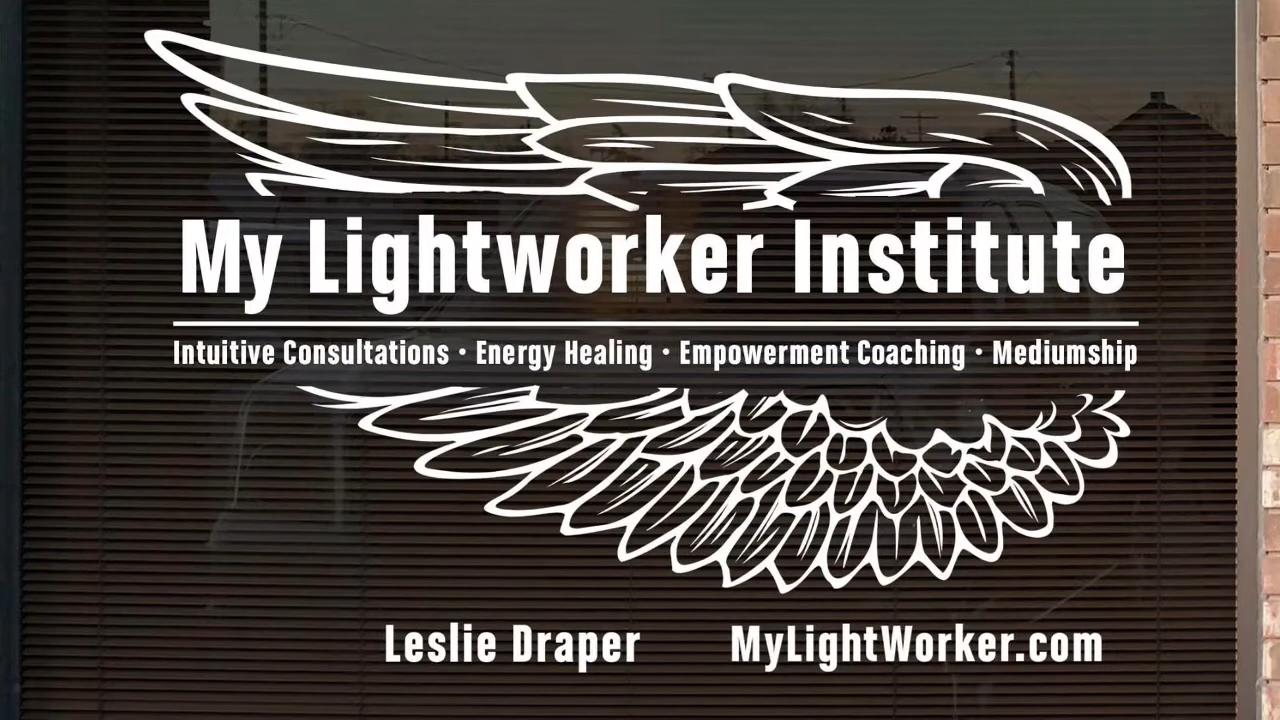 My Lightworker Institute
Intuitive Consultations • Energy Healing • Empowerment Coaching • Mediumship
Leslie Draper MyLightWorker.com